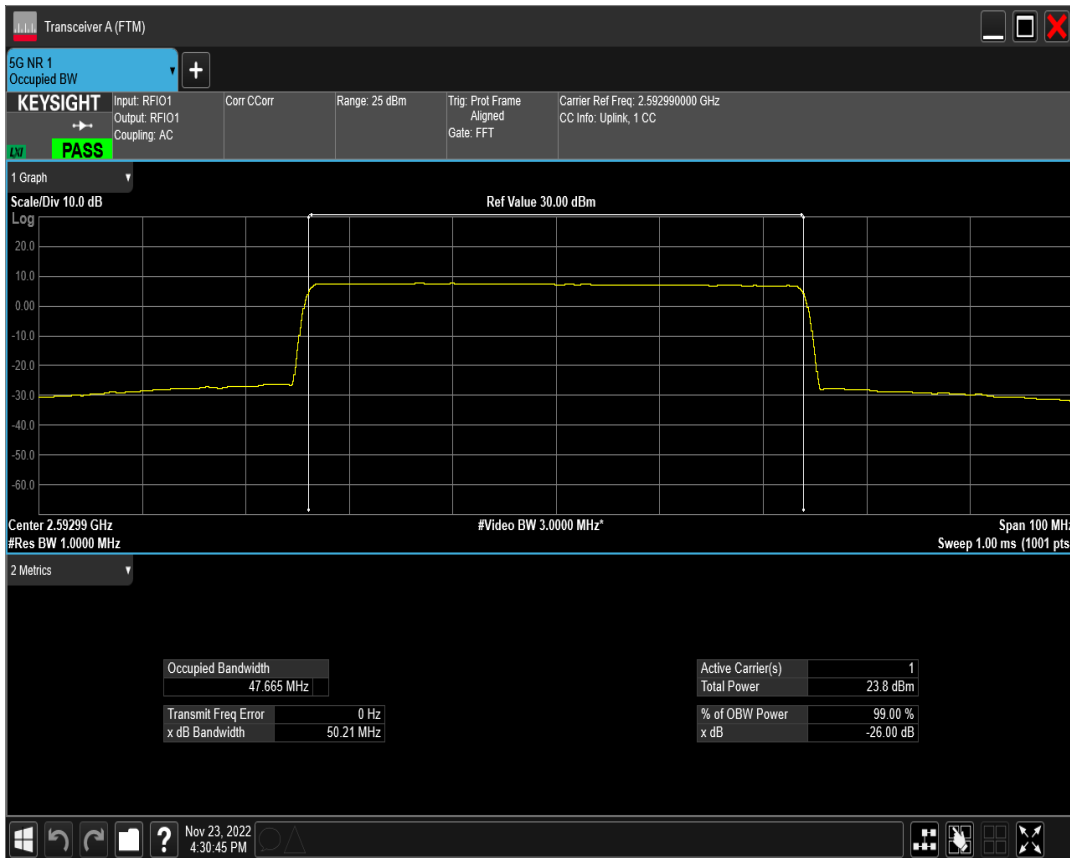 Transceiver A (FTM)
5G NR 1
Occupied BW
+
KEYSIGHT
LXI
PASS
Input: RFIO1
Output: RFIO1
Coupling: AC
Corr CCorr
Range: 25 dBm
Trig: Prot Frame
Aligned
Gate: FFT
Carrier Ref Freq: 2.592990000 GHz
CC Info: Uplink, 1 CC
1 Graph
Scale/Div 10.0 dB
Ref Value 30.00 dBm
Log
20.0
10.0
0.00
-10.0
-20.0
-30.0
-40.0
-50.0
-60.0
Center 2.59299 GHz
#Video BW 3.0000 MHz*
Span 100 MHz
#Res BW 1.0000 MHz
Sweep 1.00 ms (1001 pts
2 Metrics
Occupied Bandwidth
47.665 MHz
Transmit Freq Error 0 Hz
x dB Bandwidth 50.21 MHz
Active Carrier(s) 1
Total Power 23.8 dBm
% of OBW Power 99.00 %
x dB -26.00 dB
?
Nov 23, 2022
4:30:45 PM